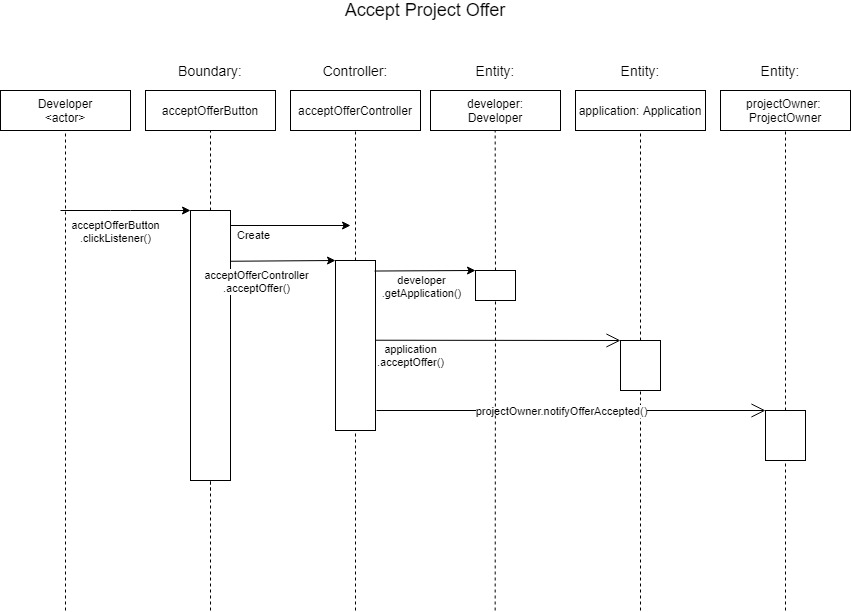 Accept Project Offer
Boundary:
Controller:
Entity:
Entity:
Entity:
Developer
<actor>
acceptOfferButton
acceptOfferController
developer:
Developer
application: Application
projectOwner:
ProjectOwner
acceptOfferButton
.clickListener()
Create
acceptOfferController
.acceptOffer()
developer
.getApplication()
application
.acceptOffer()
projectOwner.notifyOfferAccepted()